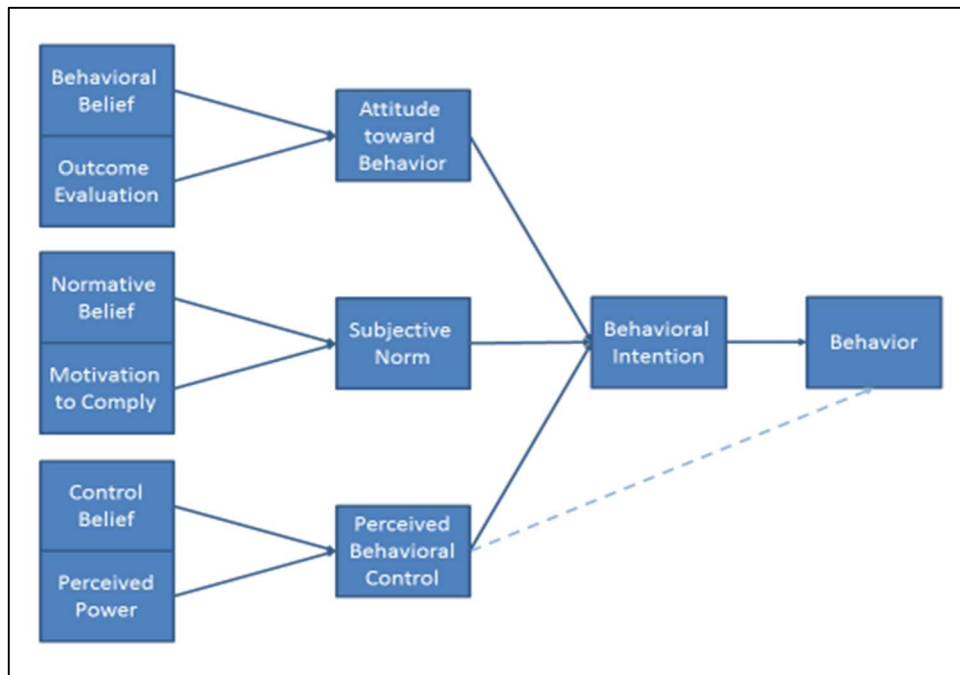 Behavioral
Belief
Outcome
Evaluation
Attitude
toward
Behavior
Normative
Belief
Motivation
to Comply
Subjective
Norm
Behavioral
Intention
Behavior
Control
Belief
Perceived
Power
Perceived
Behavioral
Control